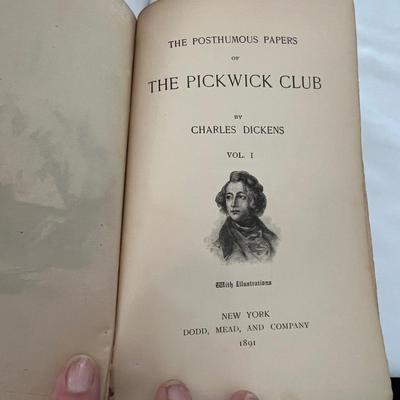 THE POSTHUMOUS PAPERS
OF
THE PICKWICK CLUB
BY
CHARLES DICKENS
VOL. I
With Illustrations
NEW YORK
DODD, MEAD, AND COMPANY
1891